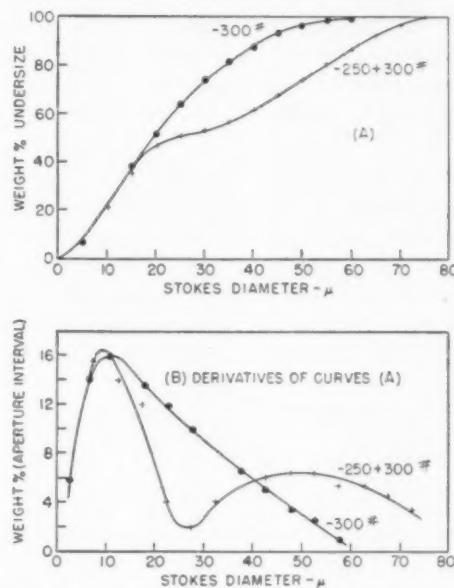 100
80
60
40
20
0
WEIGHT % UNDERSIZE
-300#
-250+300#
(A)
0 10 20 30 40 50 60 70 80
STOKES DIAMETER-μ
16
12
8
4
0
WEIGHT % (APERTURE INTERVAL)
(B) DERIVATIVES OF CURVES (A)
-250+300#
-300#
0 10 20 30 40 50 60 70 80
STOKES DIAMETER-μ